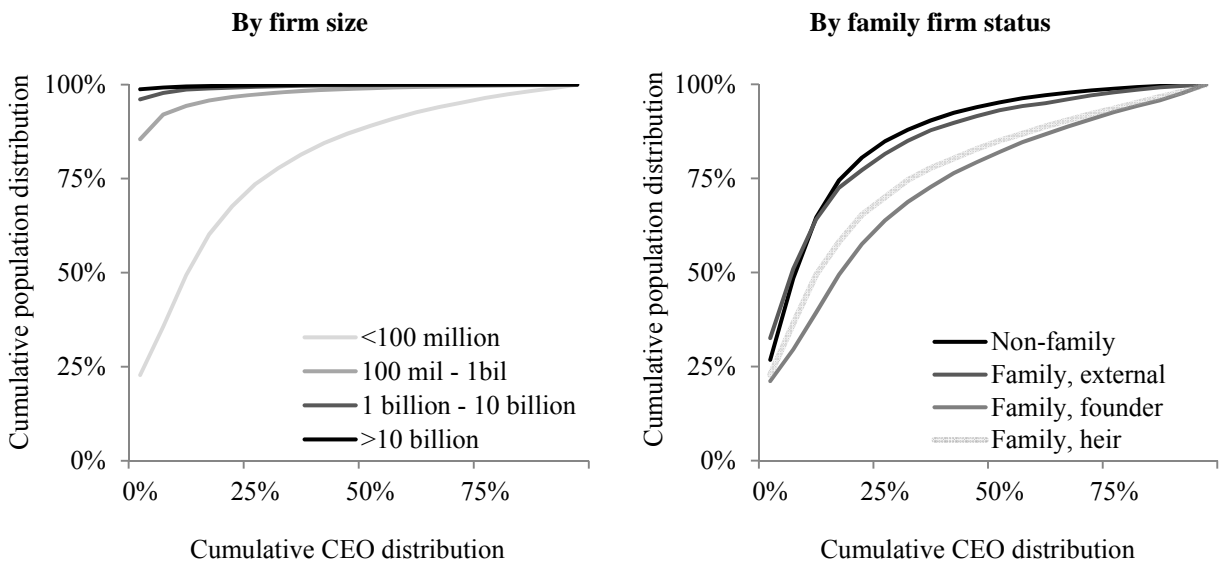 By firm size
Cumulative population distribution
100%
75%
50%
25%
0%
<100 million
100 mil - 1bil
1 billion - 10 billion
>10 billion
0% 25% 50% 75%
Cumulative CEO distribution
By family firm status
Cumulative population distribution
100%
75%
50%
25%
0%
Non-family
Family, external
Family, founder
Family, heir
0% 25% 50% 75%
Cumulative CEO distribution